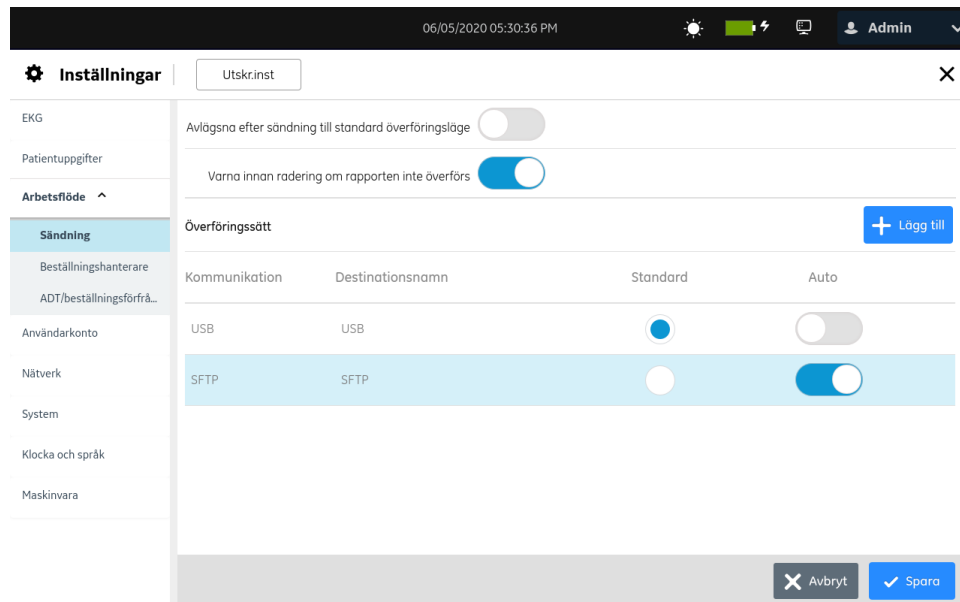 06/05/2020 05:30:36 PM
Admin
Inställningar
Utskr.inst
EKG
Patientuppgifter
Arbetsflöde
Sändning
Beställningshanterare
ADT/beställningsförfrå...
Användarkonto
Nätverk
System
Klocka och språk
Maskinvara
Avlägsna efter sändning till standard överföringsläge
Varna innan radering om rapporten inte överförs
Överföringssätt
Lägg till
Kommunikation Destinationsnamn Standard Auto
USB USB
SFTP SFTP
Avbryt
Spara